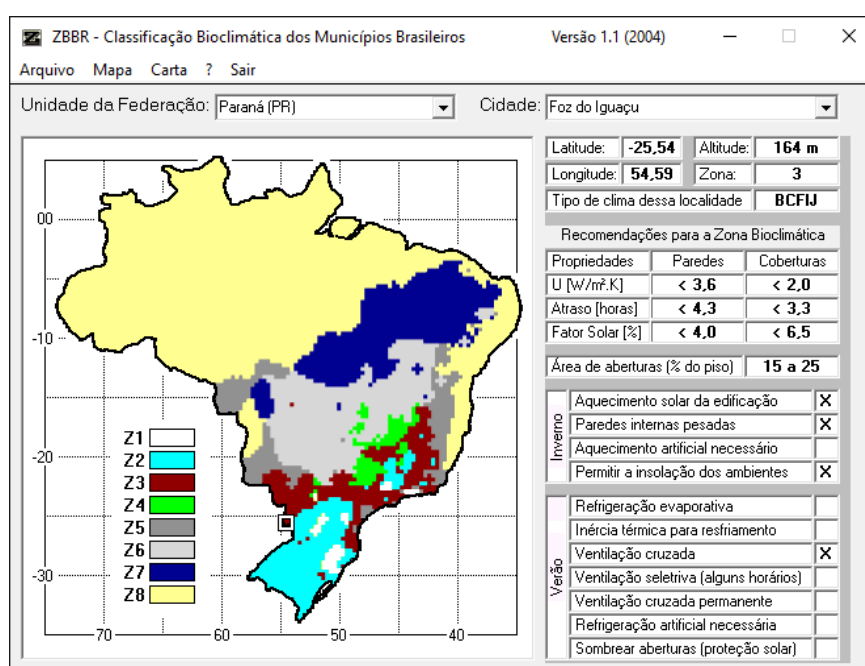 ZBBR - Classificação Bioclimática dos Municípios Brasileiros Versão 1.1 (2004)
Arquivo Mapa Carta ? Sair
Unidade da Federação: Paraná (PR) Cidade: Foz do Iguaçu
Latitude: -25,54 Altitude: 164 m
Longitude: 54,59 Zona: 3
Tipo de clima dessa localidade BCFIJ
Recomendações para a Zona Bioclimática
Propriedades Paredes Coberturas
U [W/m².K] < 3,6 < 2,0
Atraso [horas] < 4,3 < 3,3
Fator Solar [%] < 4,0 < 6,5
Área de aberturas (% do piso) 15 a 25
Inverno
Aquecimento solar da edificação X
Paredes internas pesadas X
Aquecimento artificial necessário
Permitir a insolação dos ambientes X
Verão
Refrigeração evaporativa
Inércia térmica para resfriamento
Ventilação cruzada X
Ventilação seletriva (alguns horários)
Ventilação cruzada permanente
Refrigeração artificial necessária
Sombrear aberturas (proteção solar)
00
-10
-20
-30
Z1
Z2
Z3
Z4
Z5
Z6
Z7
Z8
-70 -60 -50 -40